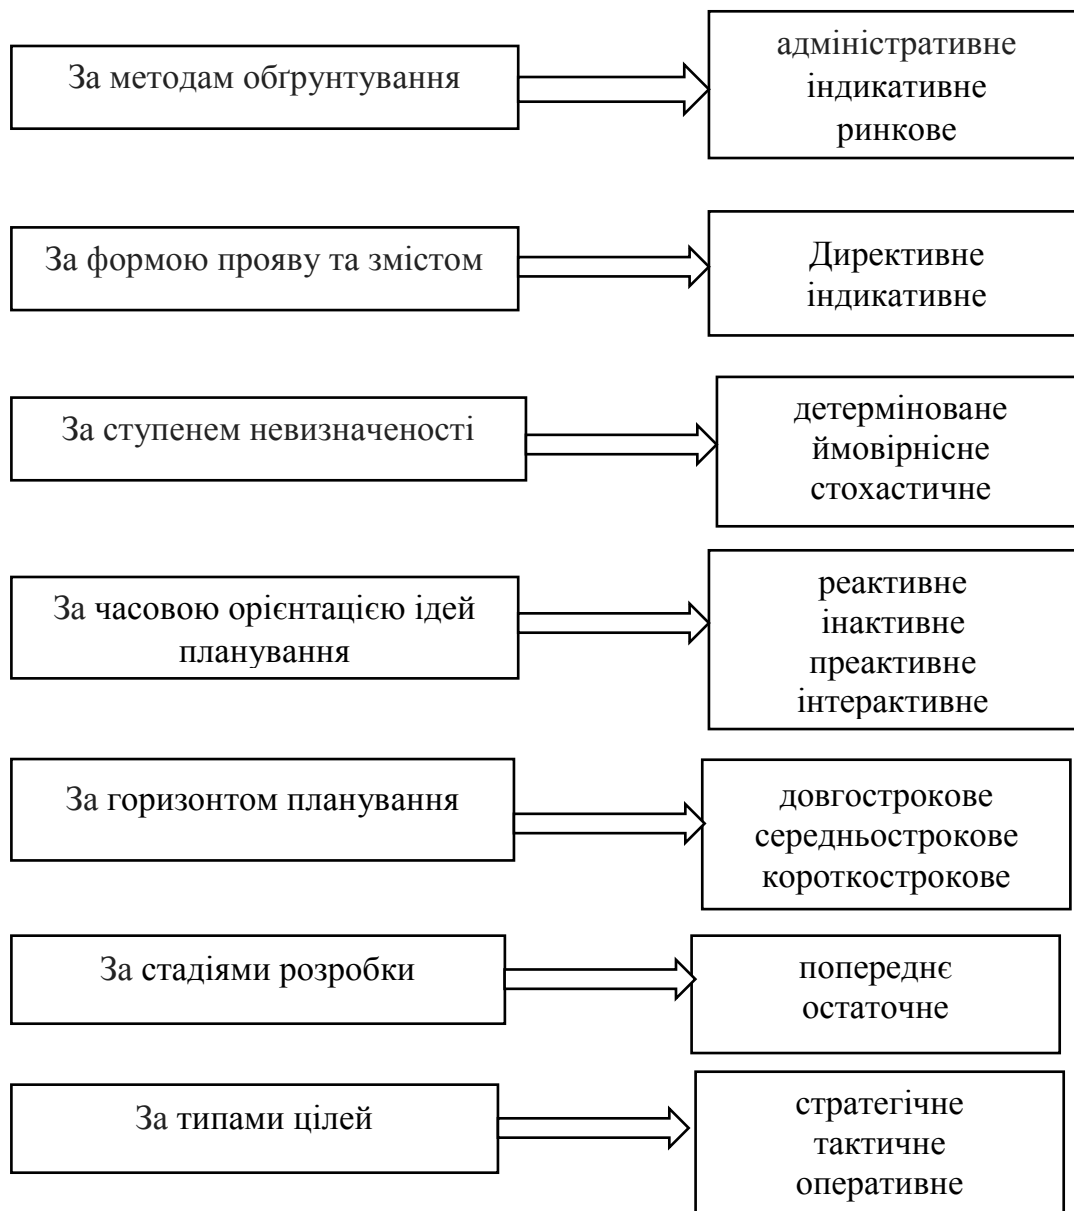 За методам обґрунтування
адміністративне
індикативне
ринкове
За формою прояву та змістом
Директивне
індикативне
За ступенем невизначеності
детерміноване
ймовірнісне
стохастичне
За часовою орієнтацією ідей
планування
реактивне
інактивне
преактивне
інтерактивне
За горизонтом планування
довгострокове
середньострокове
короткострокове
За стадіями розробки
попереднє
остаточне
За типами цілей
стратегічне
тактичне
оперативне